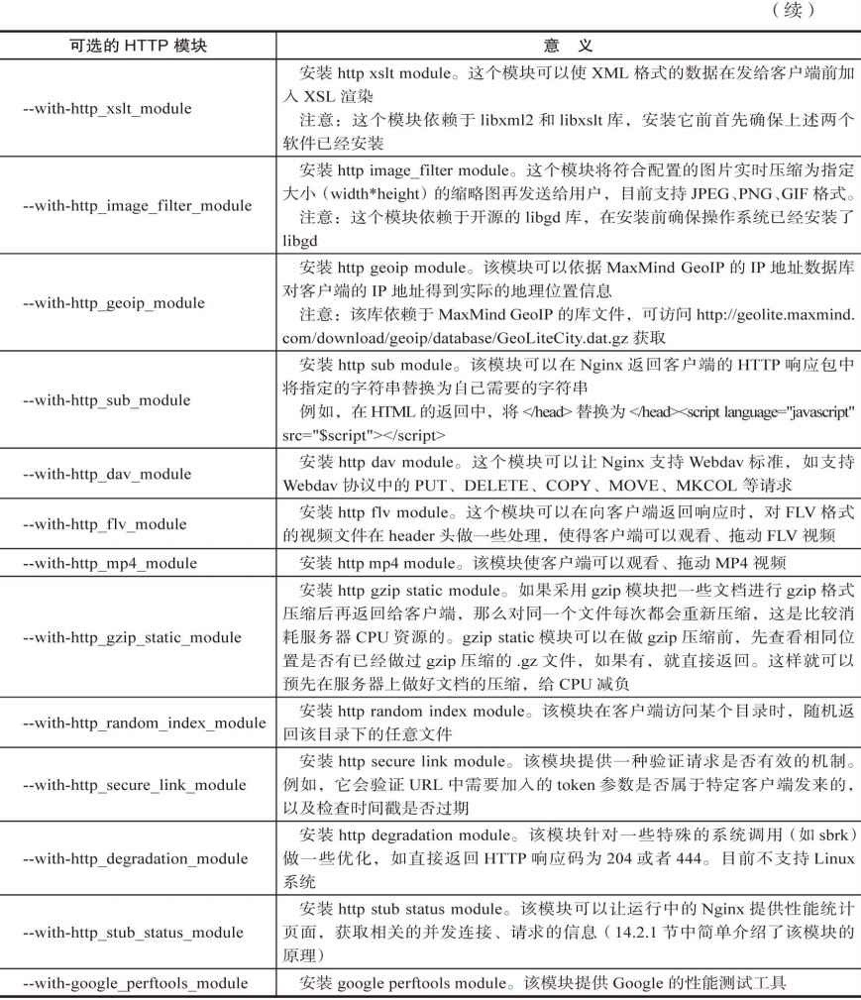 （续）
可选的 HTTP 模块 意 义
--with-http_xslt_module
安装 http xslt module。这个模块可以使 XML 格式的数据在发给客户端前加
入 XSL 渲染
注意：这个模块依赖于 libxml2 和 libxslt 库，安装它前首先确保上述两个
软件已经安装
--with-http_image_filter_module
安装 http image_filter module。这个模块将符合配置的图片实时压缩为指定
大小（width*height）的缩略图再发送给用户，目前支持 JPEG、PNG、GIF 格式。
注意：这个模块依赖于开源的 libgd 库，在安装前确保操作系统已经安装了
libgd
--with-http_geoip_module
安装 http geoip module。该模块可以依据 MaxMind GeoIP 的 IP 地址数据库
对客户端的 IP 地址得到实际的地理位置信息
注意：该库依赖于 MaxMind GeoIP 的库文件，可访问 http://geolite.maxmind.
com/download/geoip/database/GeoLiteCity.dat.gz 获取
--with-http_sub_module
安装 http sub module。该模块可以在 Nginx 返回客户端的 HTTP 响应包中
将指定的字符串替换为自己需要的字符串
例如，在 HTML 的返回中，将 </head> 替换为 </head><script language="javascript"
src="$script"></script>
--with-http_dav_module
安装 http dav module。这个模块可以让 Nginx 支持 Webdav 标准，如支持
Webdav 协议中的 PUT、DELETE、COPY、MOVE、MKCOL 等请求
--with-http_flv_module
安装 http flv module。这个模块可以在向客户端返回响应时，对 FLV 格式
的视频文件在 header 头做一些处理，使得客户端可以观看、拖动 FLV 视频
--with-http_mp4_module
安装 http mp4 module。该模块使客户端可以观看、拖动 MP4 视频
--with-http_gzip_static_module
安装 http gzip static module。如果采用 gzip 模块把一些文档进行 gzip 格式
压缩后再返回给客户端，那么对同一个文件每次都会重新压缩，这是比较消
耗服务器 CPU 资源的。gzip static 模块可以在做 gzip 压缩前，先查看相同位
置是否有已经做过 gzip 压缩的 .gz 文件，如果有，就直接返回。这样就可以
预先在服务器上做好文档的压缩，给 CPU 减负
--with-http_random_index_module
安装 http random index module。该模块在客户端访问某个目录时，随机返
回该目录下的任意文件
--with-http_secure_link_module
安装 http secure link module。该模块提供一种验证请求是否有效的机制。
例如，它会验证 URL 中需要加入的 token 参数是否属于特定客户端发来的，
以及检查时间戳是否过期
--with-http_degradation_module
安装 http degradation module。该模块针对一些特殊的系统调用（如 sbrk）
做一些优化，如直接返回 HTTP 响应码为 204 或者 444。目前不支持 Linux
系统
--with-http_stub_status_module
安装 http stub status module。该模块可以让运行中的 Nginx 提供性能统计
页面，获取相关的并发连接、请求的信息（14.2.1 节中简单介绍了该模块的
原理）
--with-google_perftools_module
安装 google perftools module。该模块提供 Google 的性能测试工具